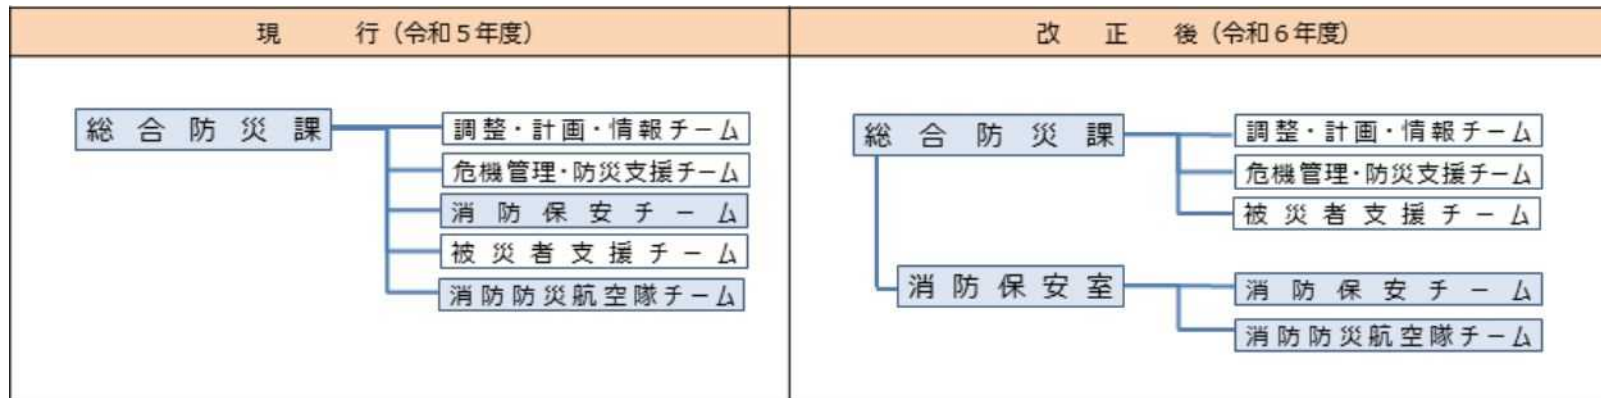 現　行（令和５年度）
改　正　後（令和６年度）
総合防災課
調整・計画・情報チーム
危機管理・防災支援チーム
消防保安チーム
被災者支援チーム
消防防災航空隊チーム
総合防災課
調整・計画・情報チーム
危機管理・防災支援チーム
被災者支援チーム
消防保安室
消防保安チーム
消防防災航空隊チーム